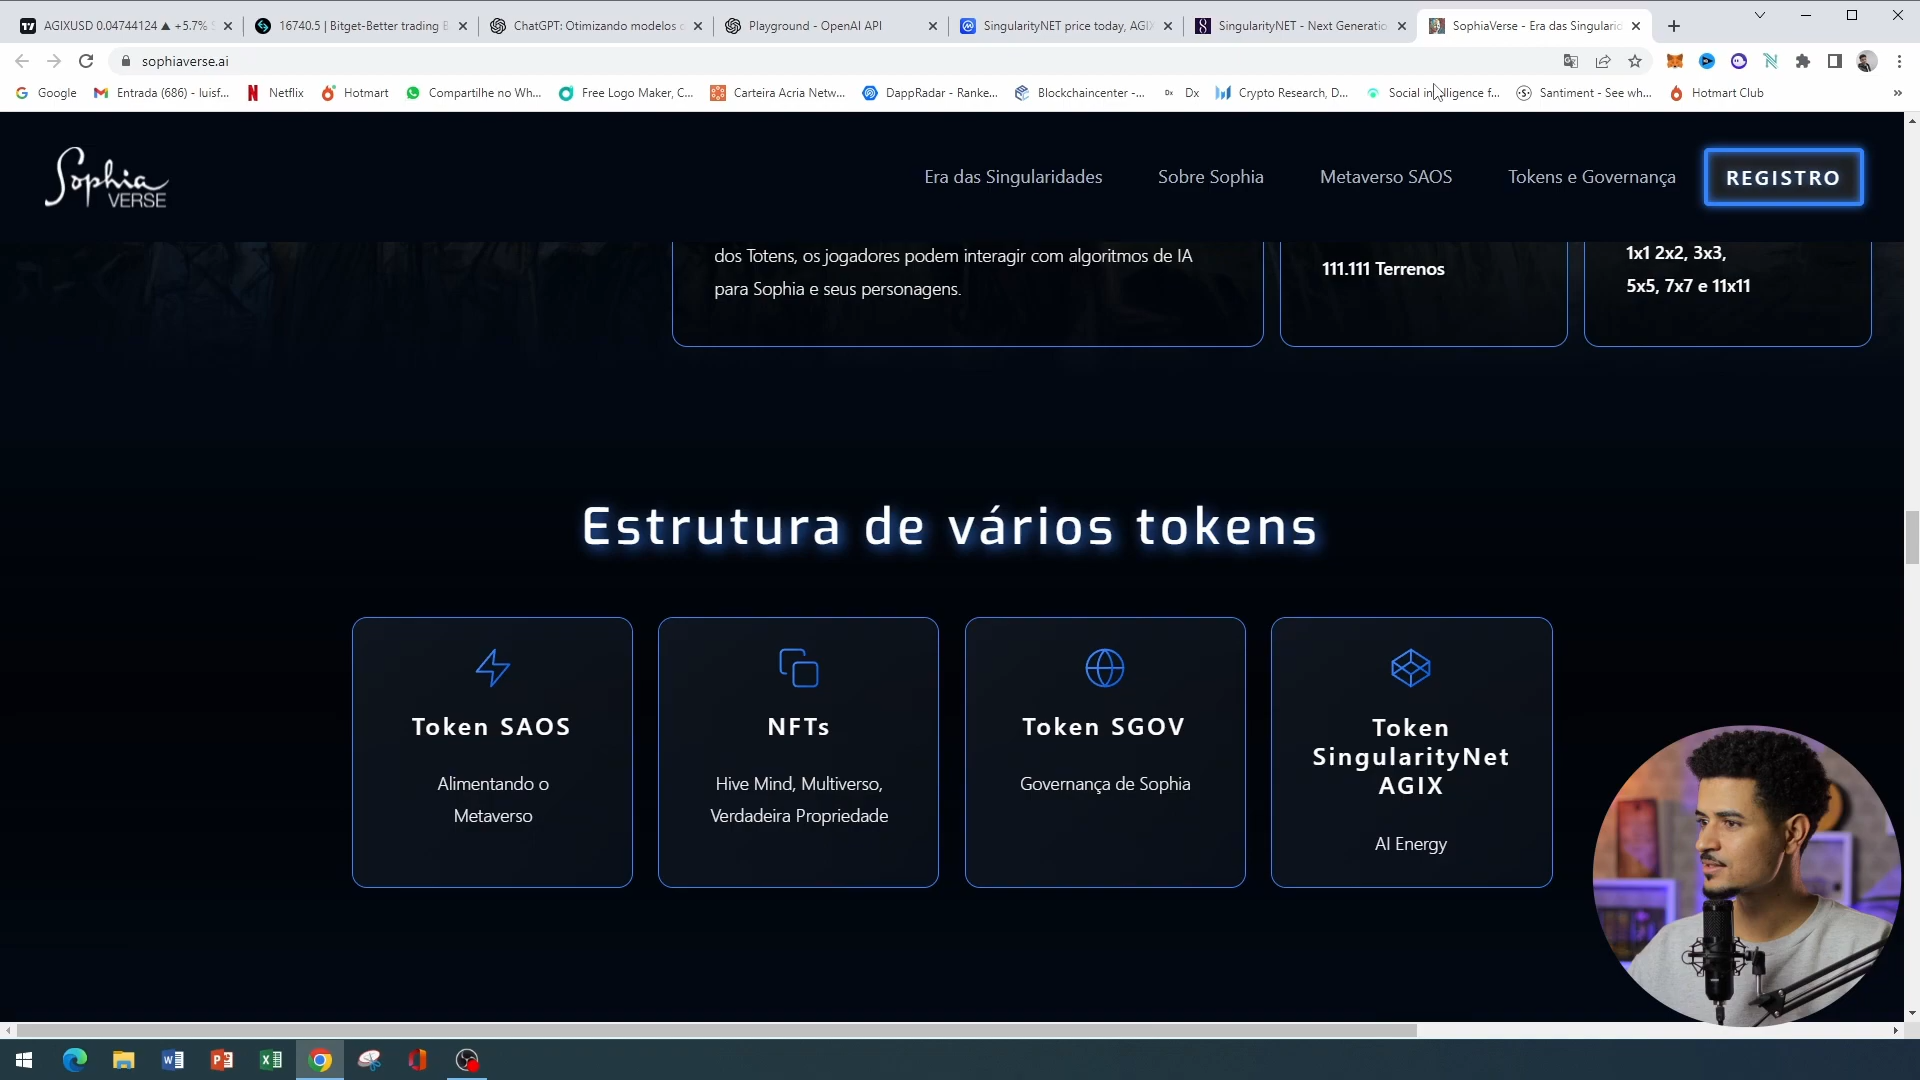 AGIXUSD 0.04744124 ▲ +5.7%
16740.5 | Bitget-Better trading
ChatGPT: Otimizando modelos
Playground - OpenAI API
SingularityNET price today, AGI
SingularityNET - Next Generatio
SophiaVerse - Era das Singularid
sophiaverse.ai
Google
Entrada (686) - luisf...
Netflix
Hotmart
Compartilhe no Wh...
Free Logo Maker, C...
Carteira Acria Netw...
DappRadar - Ranke...
Blockchaincenter -...
Dx Dx
Crypto Research, D...
Social intelligence f...
Santiment - See wh...
Hotmart Club
»
Sophia
VERSE
Era das Singularidades
Sobre Sophia
Metaverso SAOS
Tokens e Governança
REGISTRO
dos Totens, os jogadores podem interagir com algoritmos de IA
para Sophia e seus personagens.
111.111 Terrenos
1x1 2x2, 3x3,
5x5, 7x7 e 11x11
Estrutura de vários tokens
Token SAOS
Alimentando o
Metaverso
NFTs
Hive Mind, Multiverso,
Verdadeira Propriedade
Token SGOV
Governança de Sophia
Token
SingularityNet
AGIX
AI Energy